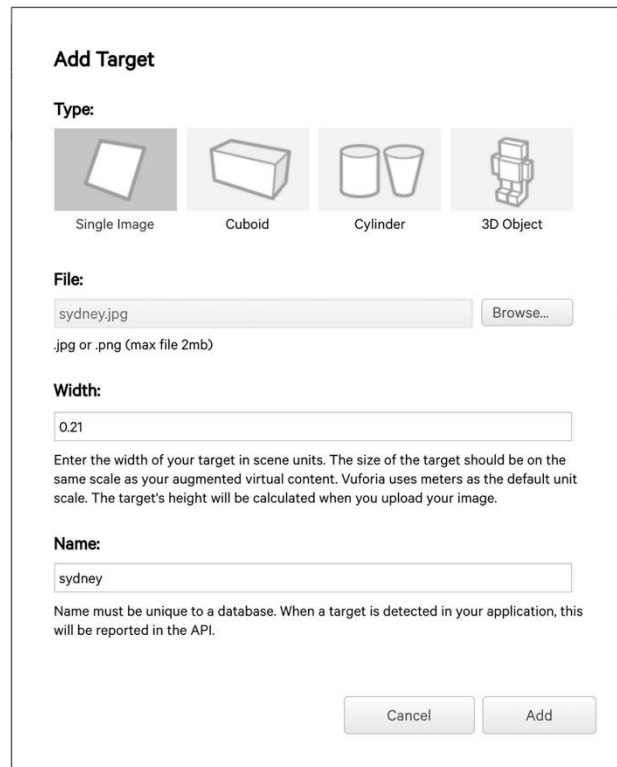 Add Target
Type:
Single Image
Cuboid
Cylinder
3D Object
File:
sydney.jpg
Browse...
.jpg or .png (max file 2mb)
Width:
0.21
Enter the width of your target in scene units. The size of the target should be on the
same scale as your augmented virtual content. Vuforia uses meters as the default unit
scale. The target's height will be calculated when you upload your image.
Name:
sydney
Name must be unique to a database. When a target is detected in your application, this
will be reported in the API.
Cancel
Add